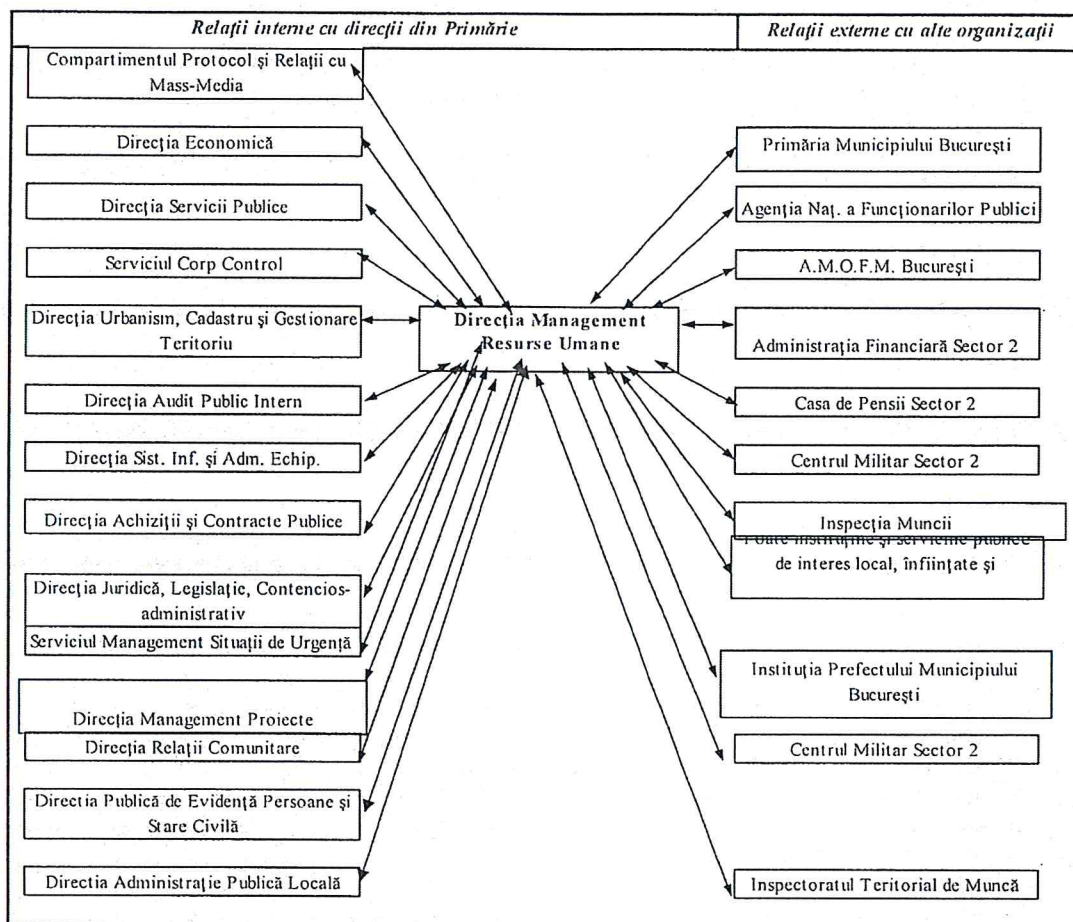 Relații interne cu direcții din Primărie
Relații externe cu alte organizații
Compartimentul Protocol și Relații cu
Mass-Media
Direcția Economică
Direcția Servicii Publice
Serviciul Corp Control
Direcția Urbanism, Cadastru și Gestionare
Teritoriu
Direcția Audit Public Intern
Direcția Sist. Inf. și Adm. Echip.
Direcția Achiziții și Contracte Publice
Direcția Juridică, Legislație, Contencios-
administrativ
Serviciul Management Situații de Urgență
Direcția Management Proiecte
Direcția Relații Comunitare
Directia Publică de Evidență Persoane și
Stare Civilă
Directia Administrație Publică Locală
Direcția Management
Resurse Umane
Primăria Municipiului București
Agenția Naț. a Funcționarilor Publici
A.M.O.F.M. București
Administrația Financiară Sector 2
Casa de Pensii Sector 2
Centrul Militar Sector 2
Inspecția Muncii
Toate și serviciile publice
de interes local, înființate și
Instituția Prefectului Municipiului
București
Centrul Militar Sector 2
Inspectoratul Teritorial de Muncă